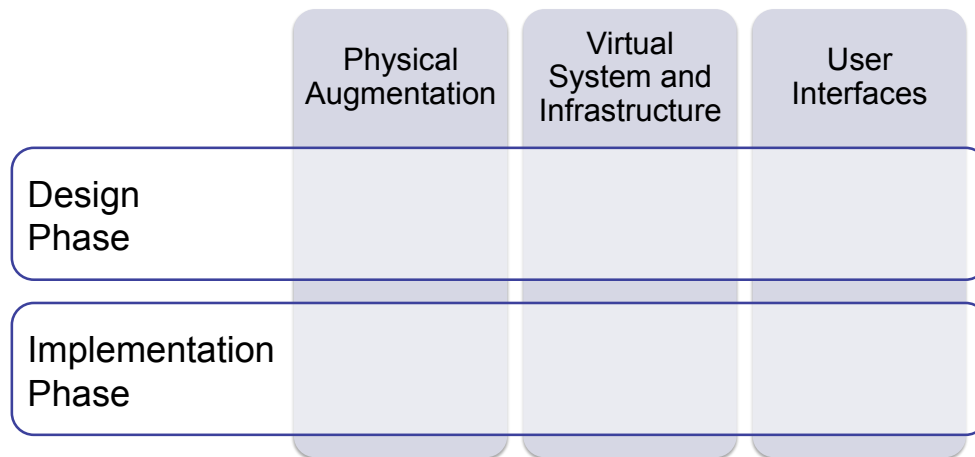 Physical
Augmentation
Virtual
System and
Infrastructure
User
Interfaces
Design
Phase
Implementation
Phase